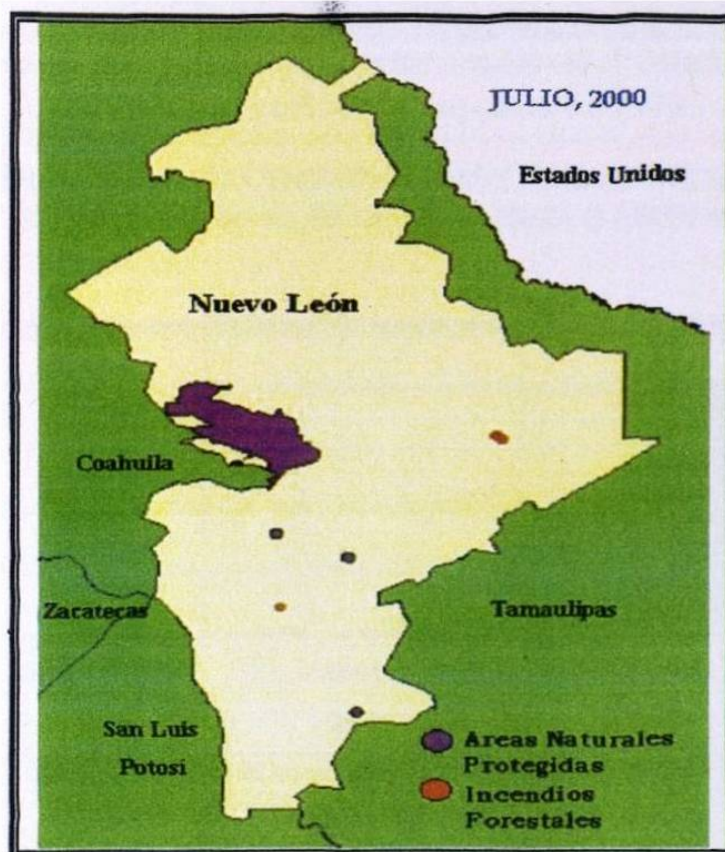 JULIO, 2000
Estados Unidos
Nuevo León
Coahuila
Zacatecas
Tamaulipas
San Luis
Potosí
Areas Naturales
Protegidas
Incendios
Forestales